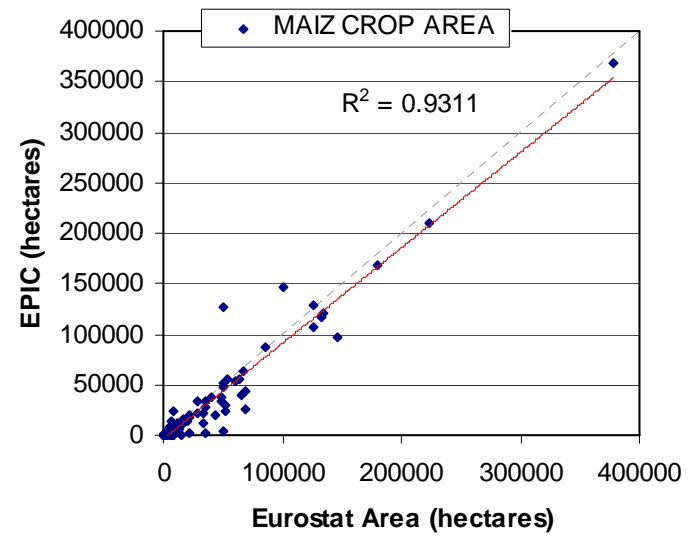 MAIZ CROP AREA
R² = 0.9311
EPIC (hectares)
400000
350000
300000
250000
200000
150000
100000
50000
0
0 100000 200000 300000 400000
Eurostat Area (hectares)